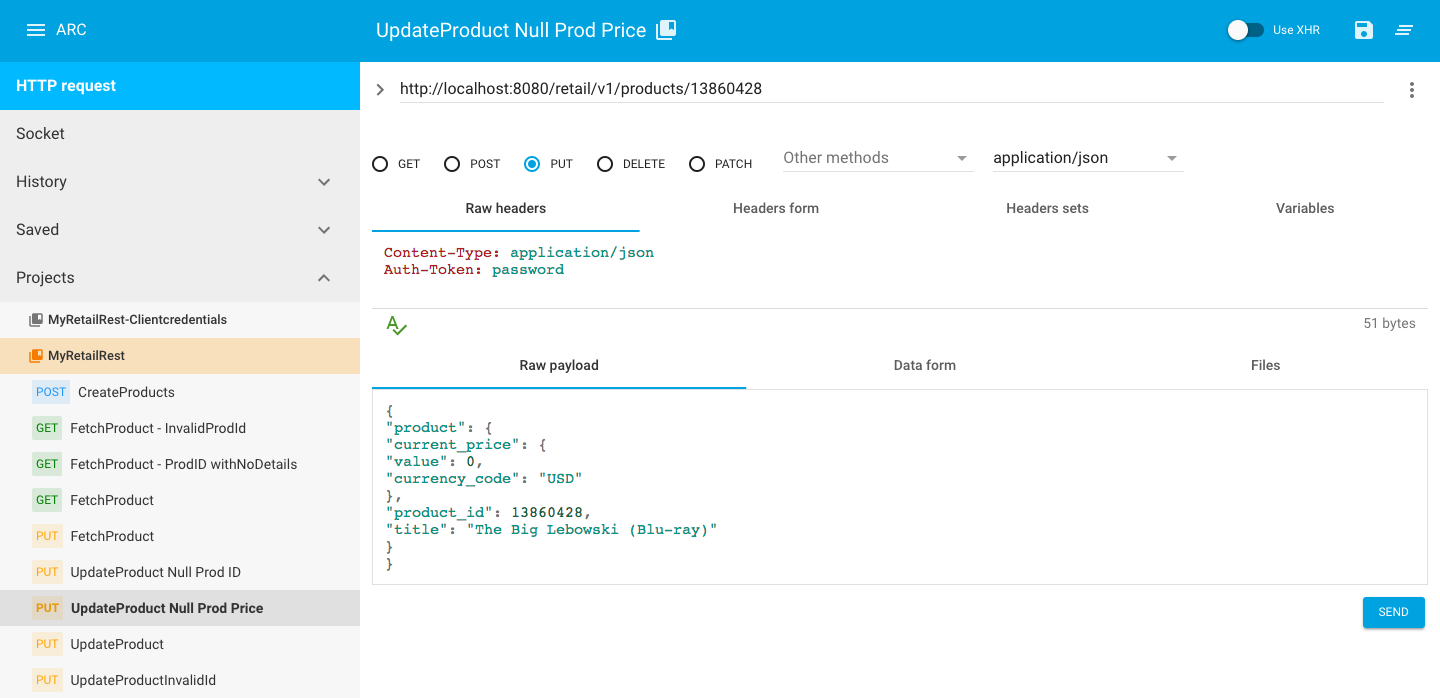 ARC
UpdateProduct Null Prod Price
Use XHR
HTTP request
Socket
History
Saved
Projects
MyRetailRest-Clientcredentials
MyRetailRest
POST CreateProducts
GET FetchProduct - InvalidProdId
GET FetchProduct - ProdID withNoDetails
GET FetchProduct
PUT FetchProduct
PUT UpdateProduct Null Prod ID
PUT UpdateProduct Null Prod Price
PUT UpdateProduct
PUT UpdateProductInvalidId
http://localhost:8080/retail/v1/products/13860428
GET POST PUT DELETE PATCH Other methods application/json
Raw headers Headers form Headers sets Variables
Content-Type: application/json
Auth-Token: password
51 bytes
Raw payload Data form Files
{
"product": {
"current_price": {
"value": 0,
"currency_code": "USD"
},
"product_id": 13860428,
"title": "The Big Lebowski (Blu-ray)"
}
}
SEND